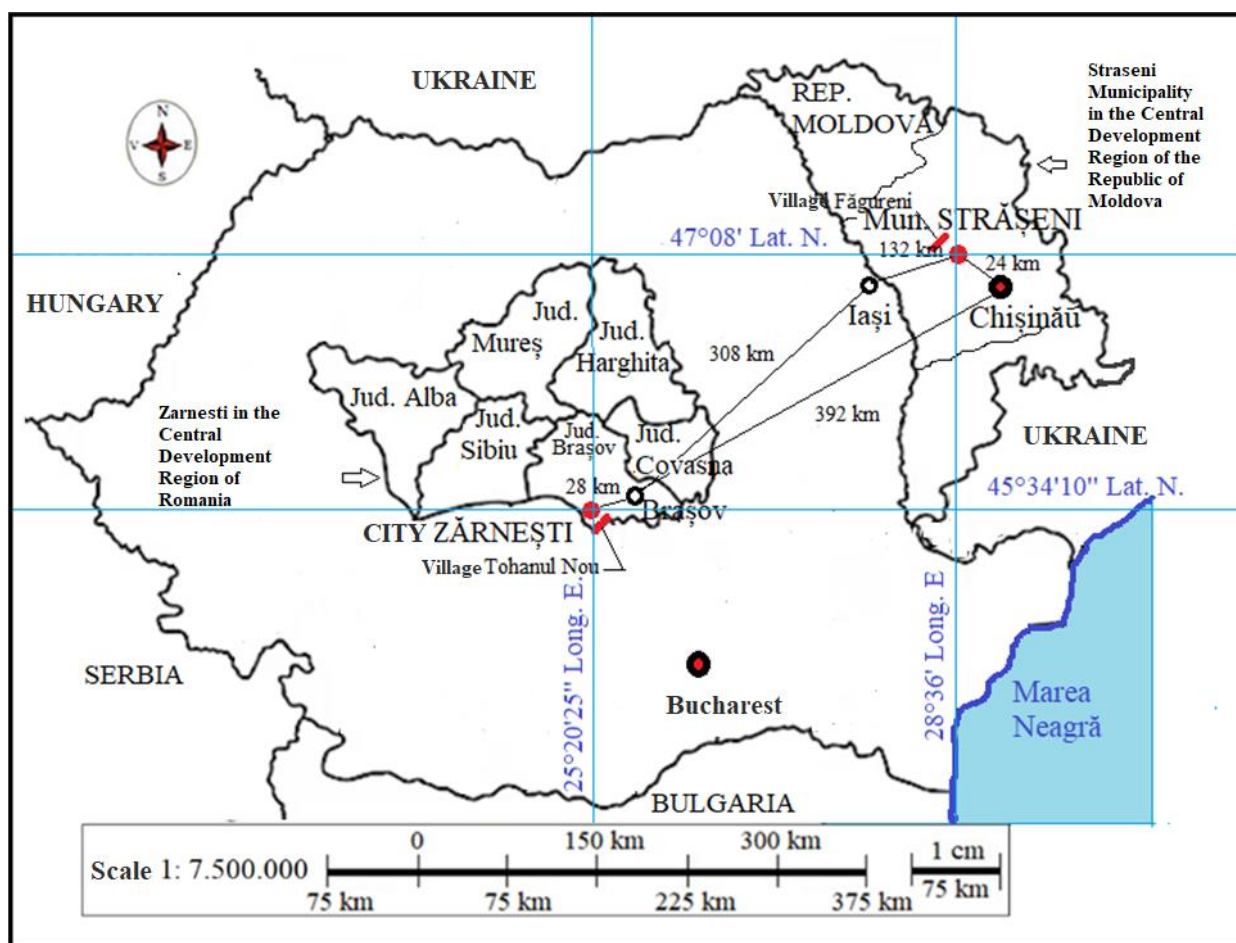 UKRAINE
N
V
E
S
REP.
MOLDOVA
Straseni
Municipality
in the Central
Development
Region of the
Republic of
Moldova
Village Făgureni
Mun. STRĂȘENI
47°08' Lat. N.
132 km
24 km
HUNGARY
Iași
Chișinău
Jud.
Mureș
Jud.
Harghita
308 km
Jud. Alba
392 km
Zarnesti in the
Central
Development
Region of
Romania
Jud.
Sibiu
Jud.
Brașov
Jud.
Covasna
UKRAINE
28 km
45°34'10" Lat. N.
Brașov
CITY ZĂRNEȘTI
Village Tohanul Nou
25°20'25" Long. E.
28°36' Long. E
SERBIA
Bucharest
Marea
Neagră
BULGARIA
0 150 km 300 km 1 cm
Scale 1: 7.500.000
75 km 75 km 225 km 375 km 75 km